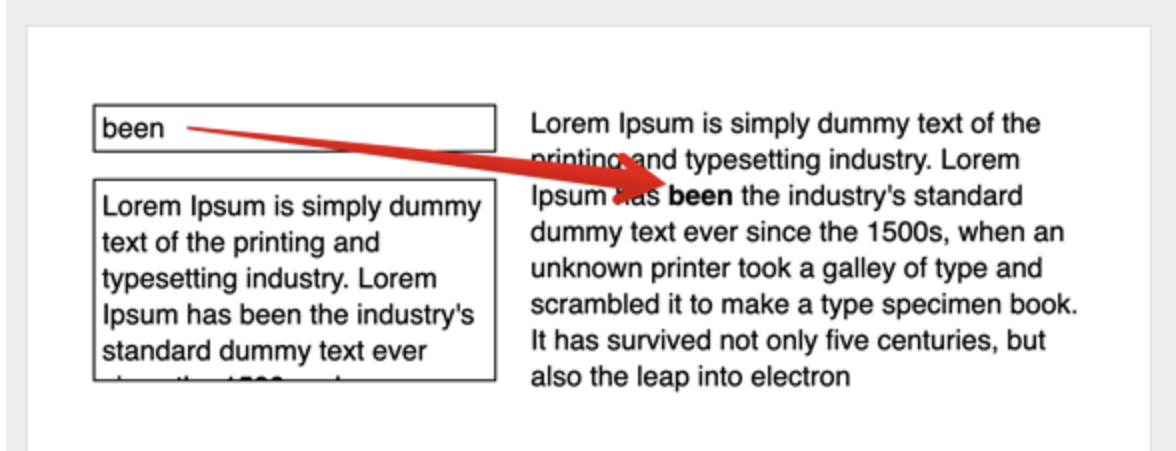 been
Lorem Ipsum is simply dummy
text of the printing and
typesetting industry. Lorem
Ipsum has been the industry's
standard dummy text ever
Lorem Ipsum is simply dummy text of the
printing and typesetting industry. Lorem
Ipsum has been the industry's standard
dummy text ever since the 1500s, when an
unknown printer took a galley of type and
scrambled it to make a type specimen book.
It has survived not only five centuries, but
also the leap into electron